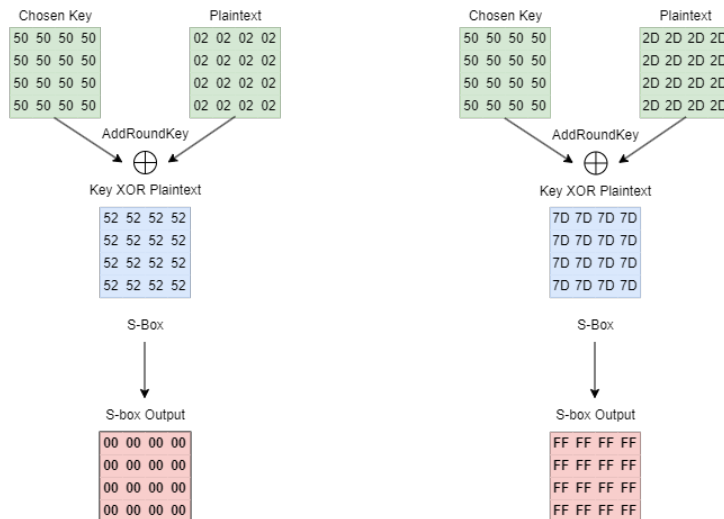 Chosen Key
50 50 50 50
50 50 50 50
50 50 50 50
50 50 50 50
Plaintext
02 02 02 02
02 02 02 02
02 02 02 02
02 02 02 02
AddRoundKey
Key XOR Plaintext
52 52 52 52
52 52 52 52
52 52 52 52
52 52 52 52
S-Box
S-box Output
00 00 00 00
00 00 00 00
00 00 00 00
00 00 00 00
Chosen Key
50 50 50 50
50 50 50 50
50 50 50 50
50 50 50 50
Plaintext
2D 2D 2D 2D
2D 2D 2D 2D
2D 2D 2D 2D
2D 2D 2D 2D
AddRoundKey
Key XOR Plaintext
7D 7D 7D 7D
7D 7D 7D 7D
7D 7D 7D 7D
7D 7D 7D 7D
S-Box
S-box Output
FF FF FF FF
FF FF FF FF
FF FF FF FF
FF FF FF FF